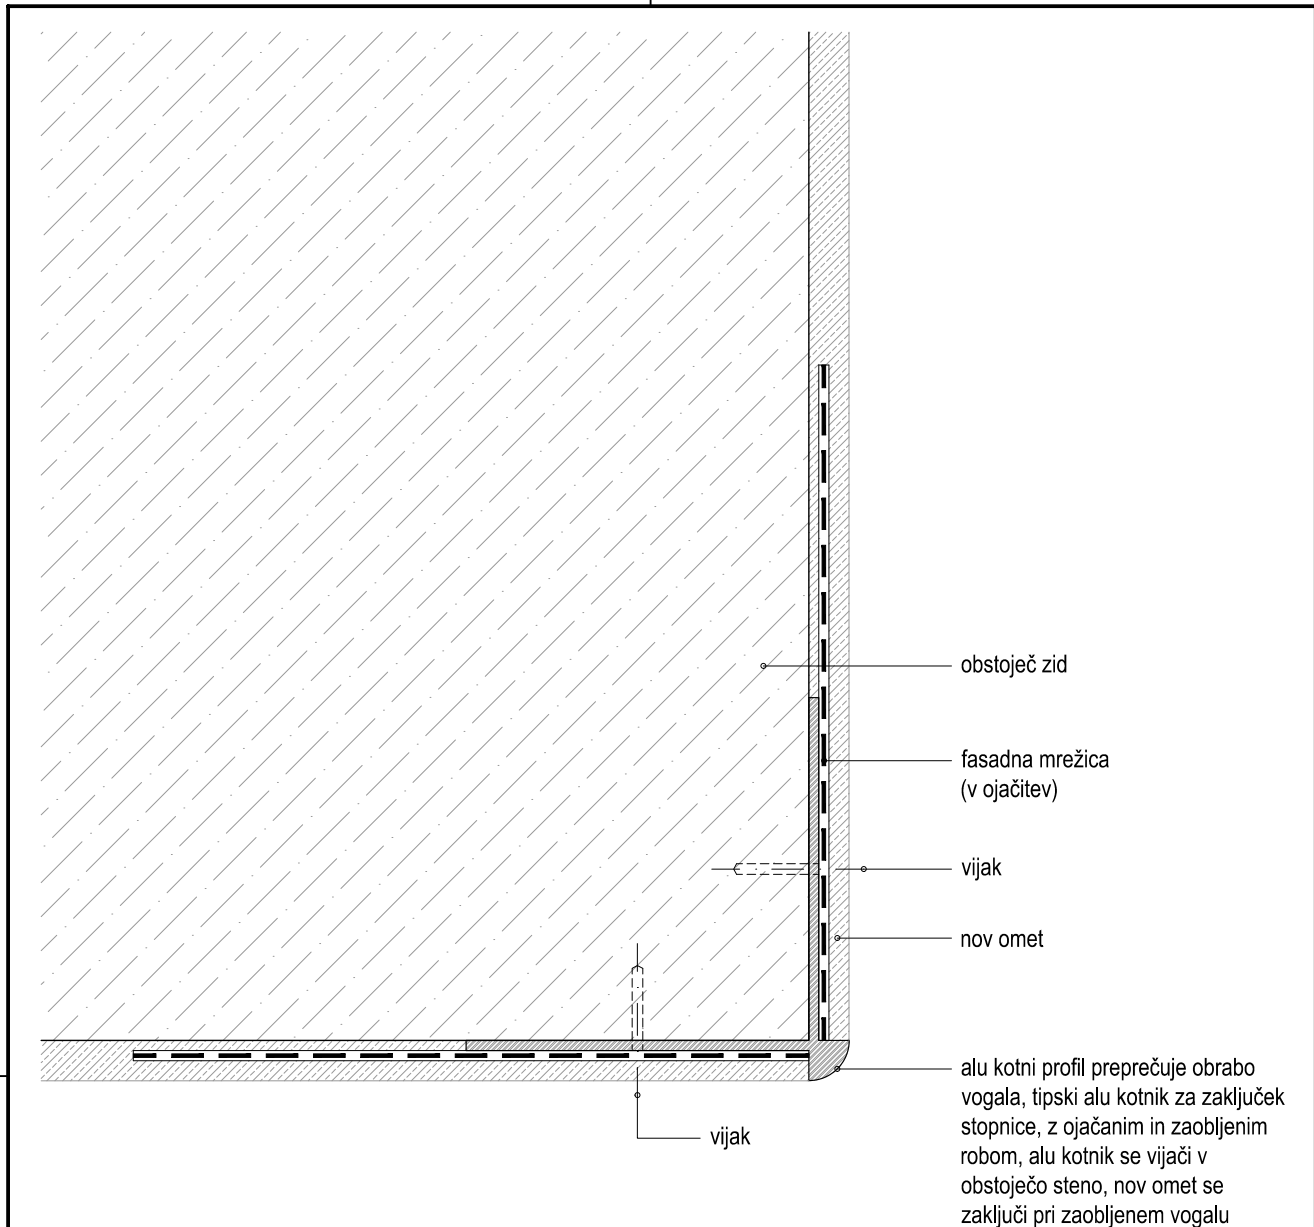 obstoječ zid
fasadna mrežica
(v ojačitev)
vijak
nov omet
alu kotni profil preprečuje obrabo
vogala, tipski alu kotnik za zaključek
stopnice, z ojačanim in zaobljenim
robom, alu kotnik se vijači v
obstoječo steno, nov omet se
zaključi pri zaobljenem vogalu
vijak